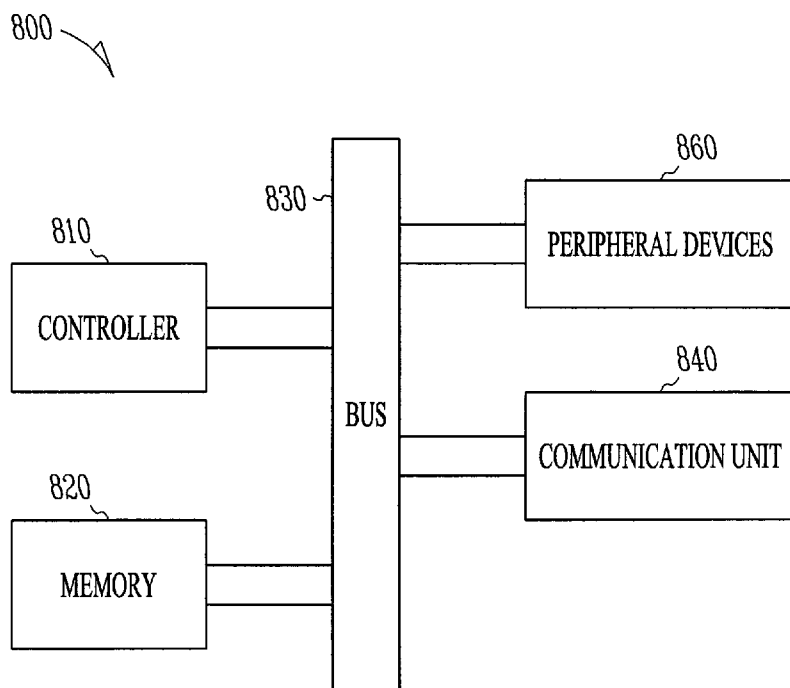 800
860
830
PERIPHERAL DEVICES
810
CONTROLLER
840
BUS
COMMUNICATION UNIT
820
MEMORY